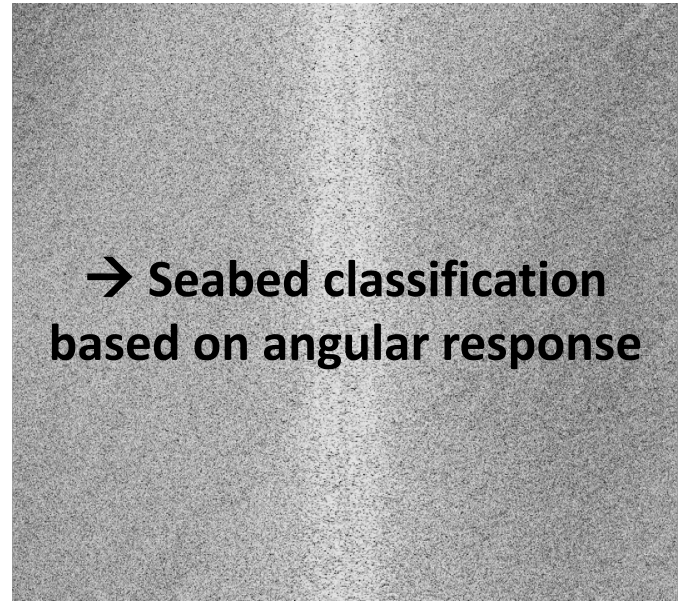 → Seabed classification
based on angular response